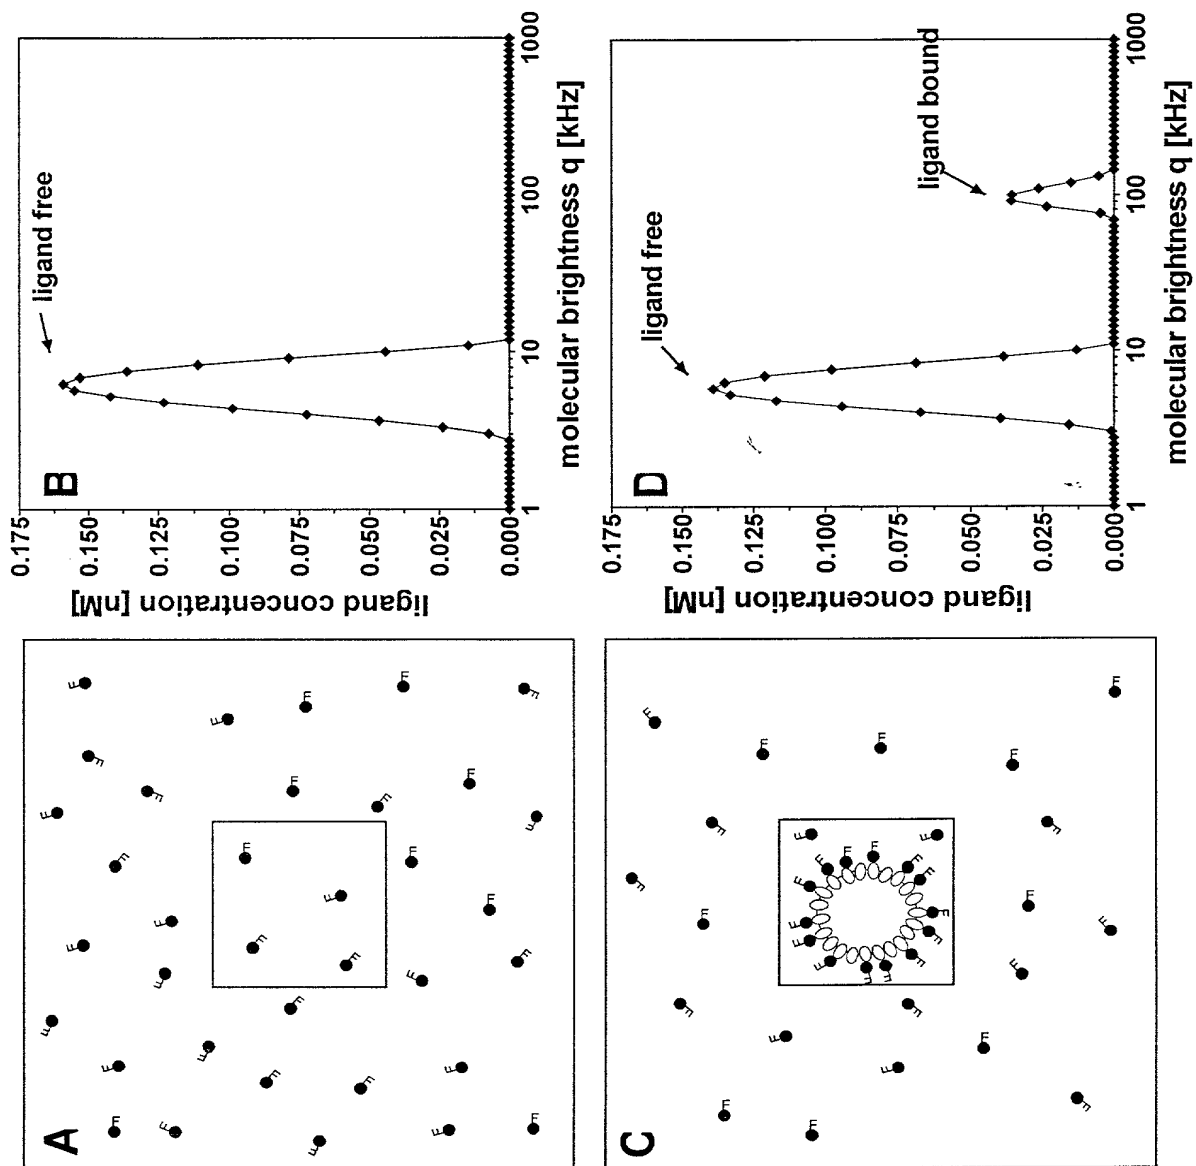 A
F F F F F F F F F F F F F F F F F F F F F F F F F F F F F F F F F F F F
B
ligand free
0.175
0.150
0.125
0.100
0.075
0.050
0.025
0.000
ligand concentration [nM]
1 10 100 1000
molecular brightness q [kHz]
C
F F F F F F F F F F F F F F F F F F F F F F F F F F F F F F F F F F F F
D
ligand free
ligand bound
0.175
0.150
0.125
0.100
0.075
0.050
0.025
0.000
ligand concentration [nM]
1 10 100 1000
molecular brightness q [kHz]